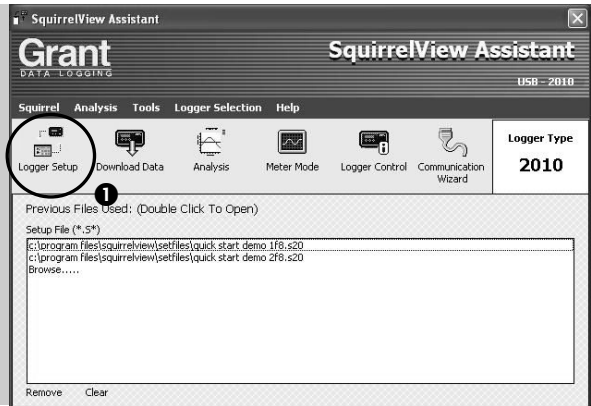 SquirrelView Assistant
Grant
DATA LOGGING
SquirrelView Assistant
USB - 2010
Squirrel Analysis Tools Logger Selection Help
Logger Setup Download Data Analysis Meter Mode Logger Control Communication Wizard
Logger Type
2010
1
Previous Files Used: (Double Click To Open)
Setup File (*.S*)
c:\program files\squirrelview\setfiles\quick start demo 1f8.s20
c:\program files\squirrelview\setfiles\quick start demo 2f8.s20
Browse.....
Remove Clear